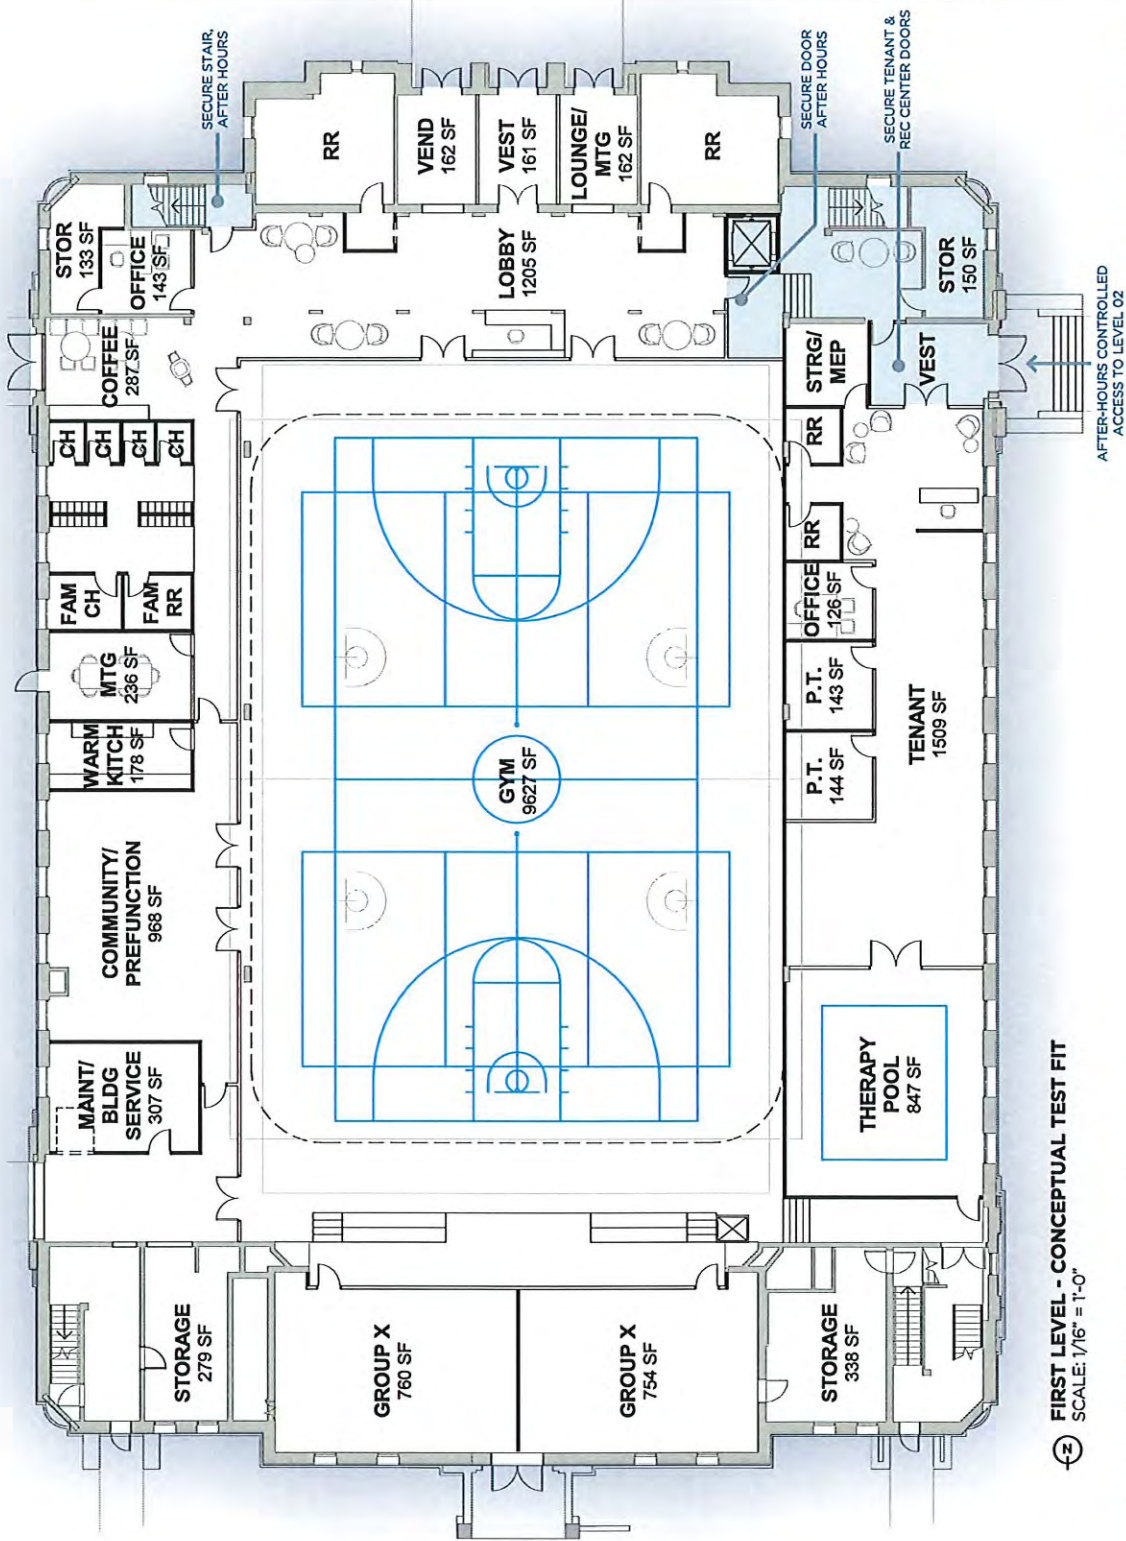 SECURE STAIR,
AFTER HOURS
SECURE DOOR
AFTER HOURS
SECURE TENANT &
REC CENTER DOORS
AFTER-HOURS CONTROLLED
ACCESS TO LEVEL 02
RR
VEND
162 SF
VEST
161 SF
LOUNGE/
MTG
162 SF
RR
STOR
133 SF
OFFICE
143 SF
LOBBY
1205 SF
STOR
150 SF
COFFEE
287 SF
STRG/
MEP
VEST
CH
CH
CH
CH
RR
RR
FAM
CH
FAM
RR
OFFICE
126 SF
MTG
236 SF
P.T.
143 SF
WARM
KITCH
178 SF
GYM
9627 SF
P.T.
144 SF
TENANT
1509 SF
COMMUNITY/
PREFUNCTION
968 SF
MAINT/
BLDG
SERVICE
307 SF
THERAPY
POOL
847 SF
STORAGE
279 SF
GROUP X
760 SF
GROUP X
754 SF
STORAGE
338 SF
N
FIRST LEVEL - CONCEPTUAL TEST FIT
SCALE: 1/16" = 1'-0"